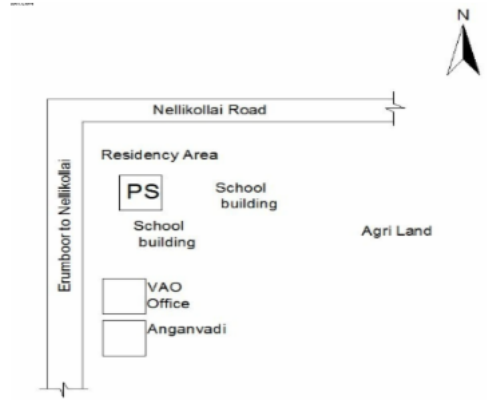 N
Nellikollai Road
Erumboor to Nellikollai
Residency Area
PS
School
building
School
building
Agri Land
VAO
Office
Anganvadi